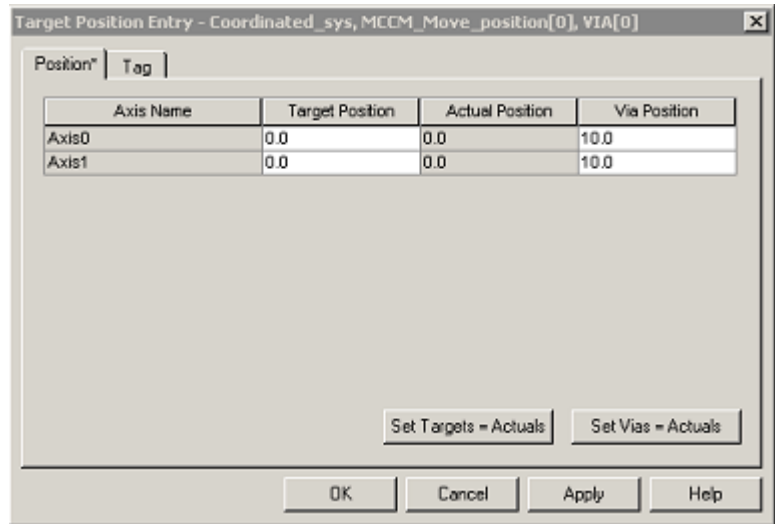 Target Position Entry - Coordinated_sys, MCCM_Move_position[0], VIA[0]
Position* Tag
Axis Name Target Position Actual Position Via Position
Axis0 0.0 0.0 10.0
Axis1 0.0 0.0 10.0
Set Targets = Actuals Set Vias = Actuals
OK Cancel Apply Help